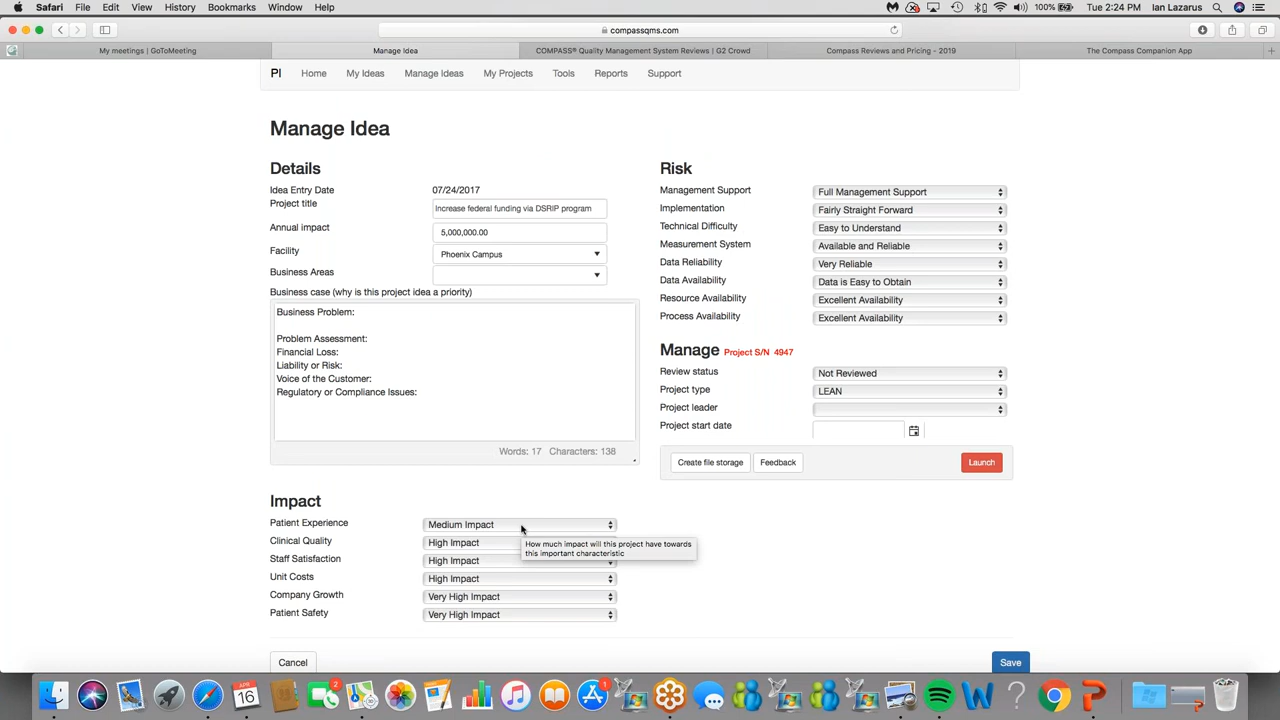 Safari File Edit View History Bookmarks Window Help 100% Tue 2:24 PM Ian Lazarus
compassqms.com
My meetings | GoToMeeting Manage Idea COMPASS® Quality Management System Reviews | G2 Crowd Compass Reviews and Pricing - 2019 The Compass Companion App
PI Home My Ideas Manage Ideas My Projects Tools Reports Support
Manage Idea
Details
Idea Entry Date 07/24/2017
Project title Increase federal funding via DSRIP program
Annual impact 5,000,000.00
Facility Phoenix Campus
Business Areas
Business case (why is this project idea a priority)
Business Problem:
Problem Assessment:
Financial Loss:
Liability or Risk:
Voice of the Customer:
Regulatory or Compliance Issues:
Words: 17 Characters: 138
Risk
Management Support Full Management Support
Implementation Fairly Straight Forward
Technical Difficulty Easy to Understand
Measurement System Available and Reliable
Data Reliability Very Reliable
Data Availability Data is Easy to Obtain
Resource Availability Excellent Availability
Process Availability Excellent Availability
Manage Project S/N 4947
Review status Not Reviewed
Project type LEAN
Project leader
Project start date
Create file storage Feedback Launch
Impact
Patient Experience Medium Impact
Clinical Quality High Impact
How much impact will this project have towards
this important characteristic
Staff Satisfaction High Impact
Unit Costs High Impact
Company Growth Very High Impact
Patient Safety Very High Impact
Cancel Save
2
APR
16
1